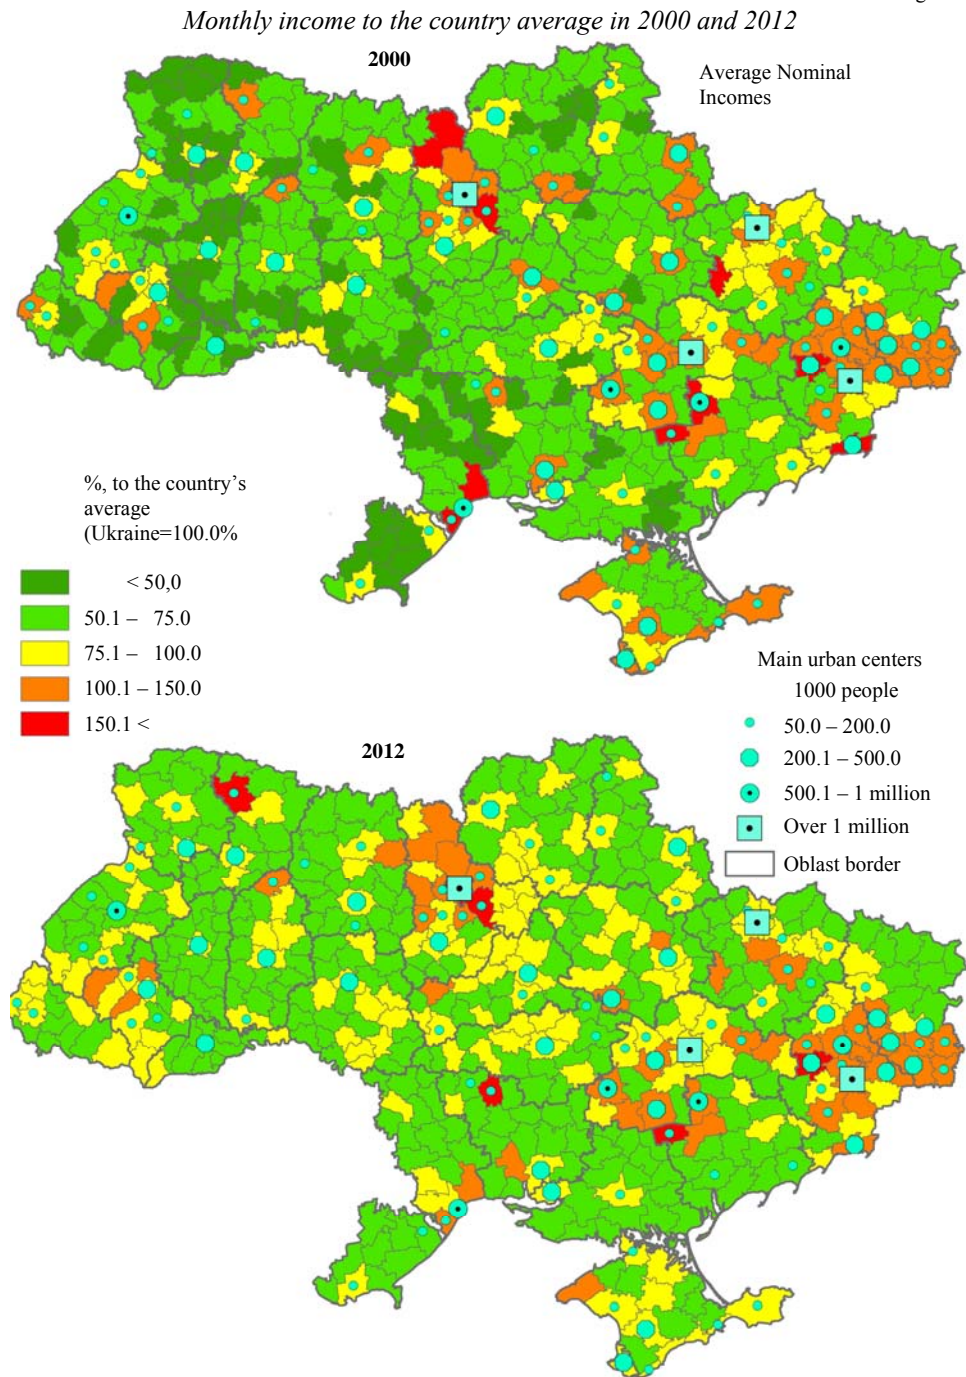 Monthly income to the country average in 2000 and 2012
2000
Average Nominal
Incomes
%, to the country's
average
(Ukraine=100.0%
< 50,0
50.1 – 75.0
75.1 – 100.0
100.1 – 150.0
150.1 <
Main urban centers
1000 people
50.0 – 200.0
200.1 – 500.0
500.1 – 1 million
Over 1 million
Oblast border
2012